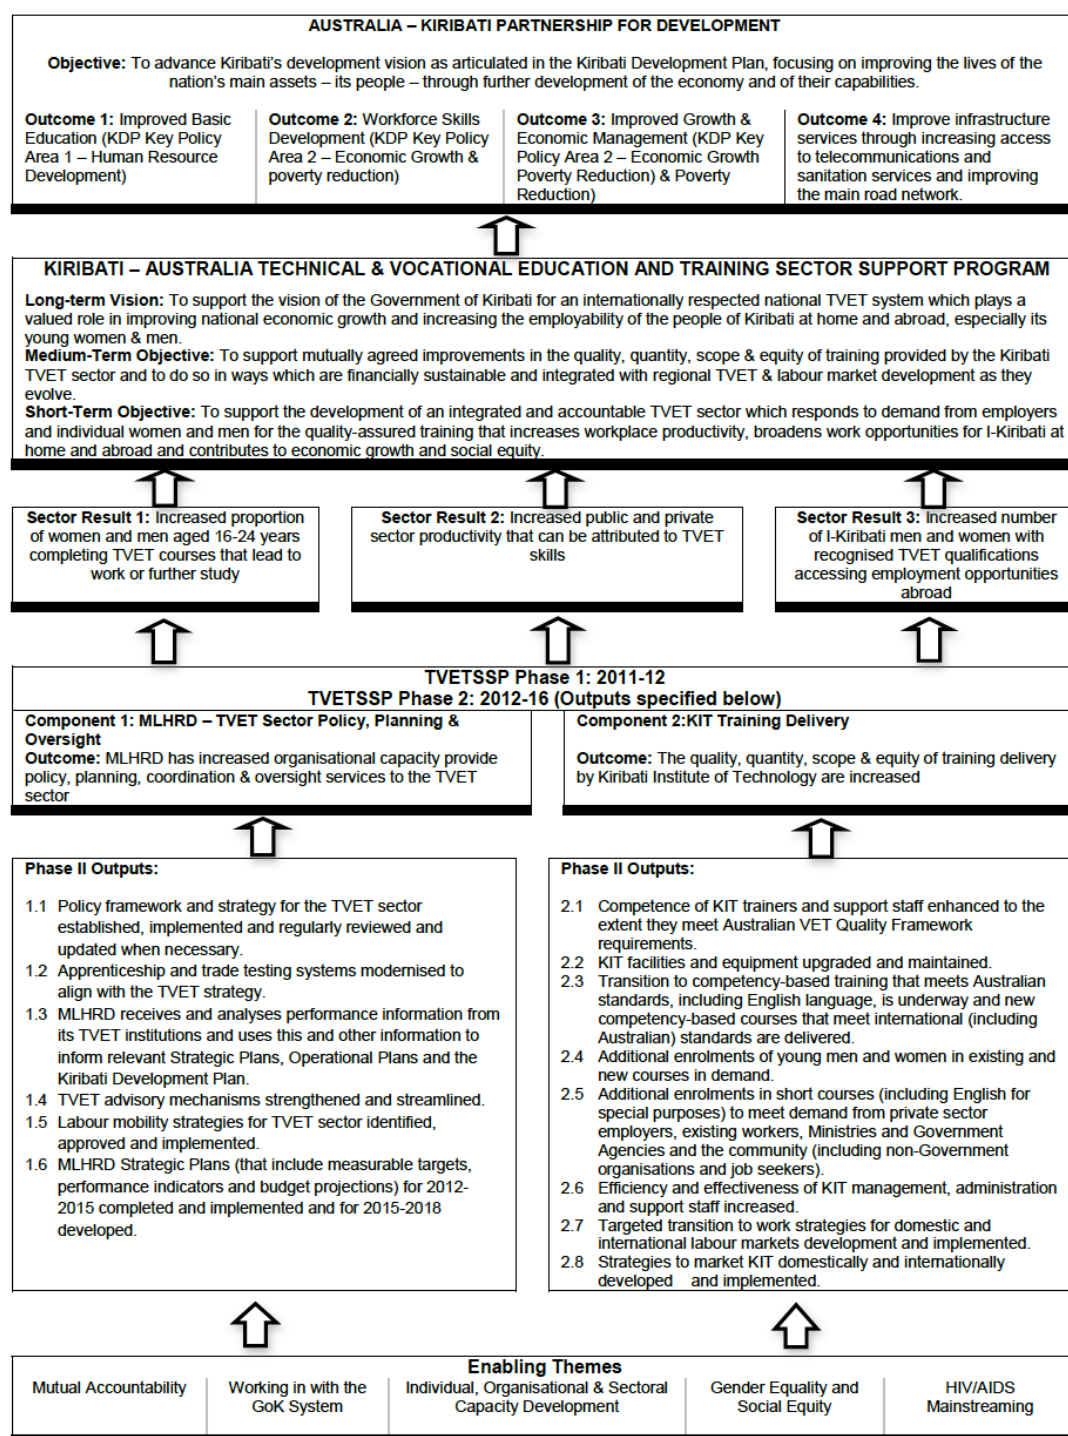 AUSTRALIA – KIRIBATI PARTNERSHIP FOR DEVELOPMENT
Objective: To advance Kiribati's development vision as articulated in the Kiribati Development Plan, focusing on improving the lives of the
nation's main assets – its people – through further development of the economy and of their capabilities.
Outcome 1: Improved Basic
Education (KDP Key Policy
Area 1 – Human Resource
Development)
Outcome 2: Workforce Skills
Development (KDP Key Policy
Area 2 – Economic Growth &
poverty reduction)
Outcome 3: Improved Growth &
Economic Management (KDP Key
Policy Area 2 – Economic Growth
Poverty Reduction) & Poverty
Reduction)
Outcome 4: Improve infrastructure
services through increasing access
to telecommunications and
sanitation services and improving
the main road network.
KIRIBATI – AUSTRALIA TECHNICAL & VOCATIONAL EDUCATION AND TRAINING SECTOR SUPPORT PROGRAM
Long-term Vision: To support the vision of the Government of Kiribati for an internationally respected national TVET system which plays a
valued role in improving national economic growth and increasing the employability of the people of Kiribati at home and abroad, especially its
young women & men.
Medium-Term Objective: To support mutually agreed improvements in the quality, quantity, scope & equity of training provided by the Kiribati
TVET sector and to do so in ways which are financially sustainable and integrated with regional TVET & labour market development as they
evolve.
Short-Term Objective: To support the development of an integrated and accountable TVET sector which responds to demand from employers
and individual women and men for the quality-assured training that increases workplace productivity, broadens work opportunities for I-Kiribati at
home and abroad and contributes to economic growth and social equity.
Sector Result 1: Increased proportion
of women and men aged 16-24 years
completing TVET courses that lead to
work or further study
Sector Result 2: Increased public and private
sector productivity that can be attributed to TVET
skills
Sector Result 3: Increased number
of I-Kiribati men and women with
recognised TVET qualifications
accessing employment opportunities
abroad
TVETSSP Phase 1: 2011-12
TVETSSP Phase 2: 2012-16 (Outputs specified below)
Component 1: MLHRD – TVET Sector Policy, Planning &
Oversight
Outcome: MLHRD has increased organisational capacity provide
policy, planning, coordination & oversight services to the TVET
sector
Component 2:KIT Training Delivery
Outcome: The quality, quantity, scope & equity of training delivery
by Kiribati Institute of Technology are increased
Phase II Outputs:
1.1 Policy framework and strategy for the TVET sector
established, implemented and regularly reviewed and
updated when necessary.
1.2 Apprenticeship and trade testing systems modernised to
align with the TVET strategy.
1.3 MLHRD receives and analyses performance information from
its TVET institutions and uses this and other information to
inform relevant Strategic Plans, Operational Plans and the
Kiribati Development Plan.
1.4 TVET advisory mechanisms strengthened and streamlined.
1.5 Labour mobility strategies for TVET sector identified,
approved and implemented.
1.6 MLHRD Strategic Plans (that include measurable targets,
performance indicators and budget projections) for 2012-
2015 completed and implemented and for 2015-2018
developed.
Phase II Outputs:
2.1 Competence of KIT trainers and support staff enhanced to the
extent they meet Australian VET Quality Framework
requirements.
2.2 KIT facilities and equipment upgraded and maintained.
2.3 Transition to competency-based training that meets Australian
standards, including English language, is underway and new
competency-based courses that meet international (including
Australian) standards are delivered.
2.4 Additional enrolments of young men and women in existing and
new courses in demand.
2.5 Additional enrolments in short courses (including English for
special purposes) to meet demand from private sector
employers, existing workers, Ministries and Government
Agencies and the community (including non-Government
organisations and job seekers).
2.6 Efficiency and effectiveness of KIT management, administration
and support staff increased.
2.7 Targeted transition to work strategies for domestic and
international labour markets development and implemented.
2.8 Strategies to market KIT domestically and internationally
developed and implemented.
Enabling Themes
Mutual Accountability
Working in with the
GoK System
Individual, Organisational & Sectoral
Capacity Development
Gender Equality and
Social Equity
HIV/AIDS
Mainstreaming